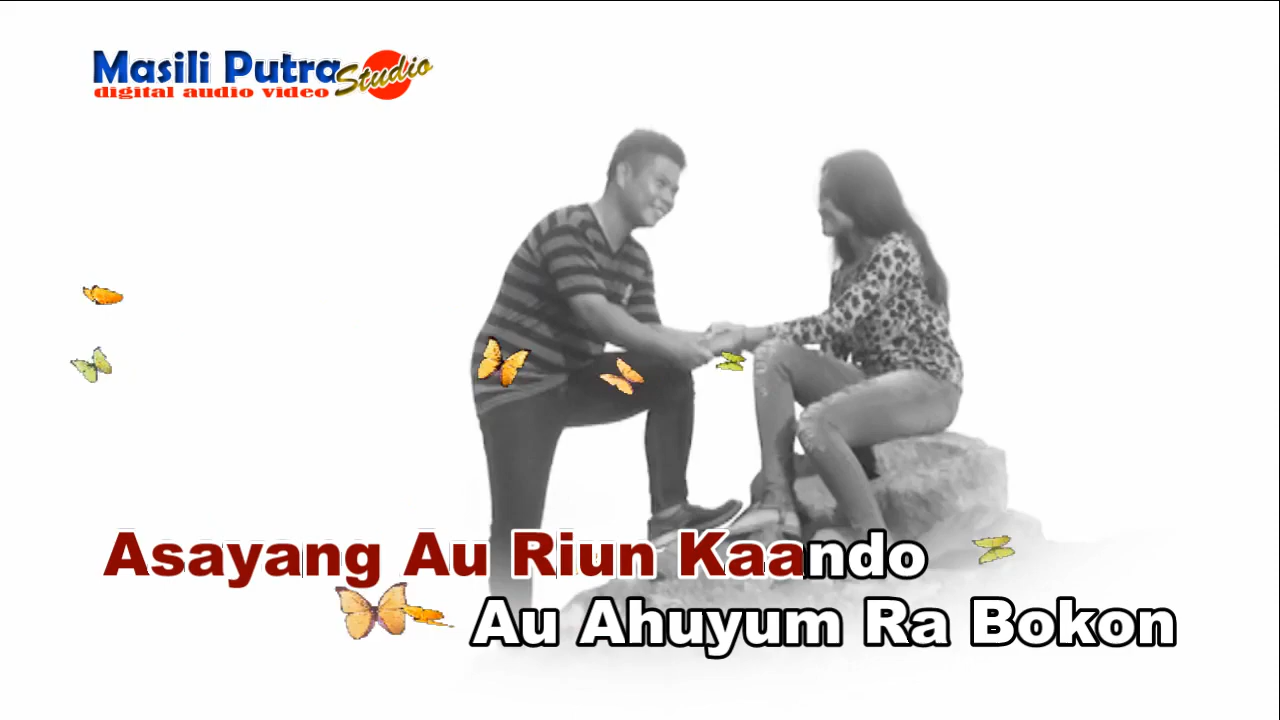 Masili Putra Studio
digital audio video
Asayang Au Riun Kaando
Au Ahuyum Ra Bokon